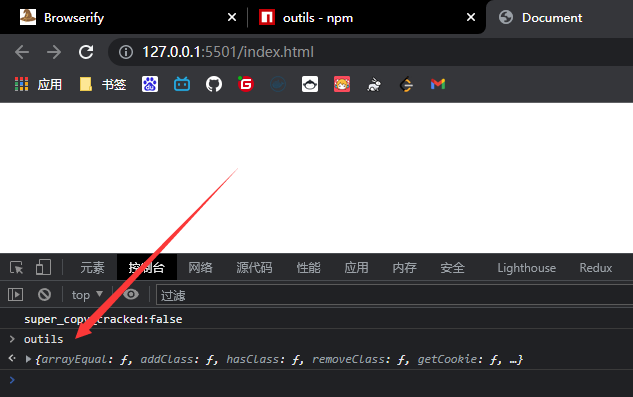 Browserify
outils - npm
Document
127.0.0.1:5501/index.html
应用 书签
元素 控制台 网络 源代码 性能 应用 内存 安全 Lighthouse Redux
top 过滤
super_copy cracked:false
outils
{arrayEqual: ƒ, addClass: ƒ, hasClass: ƒ, removeClass: ƒ, getCookie: ƒ, …}